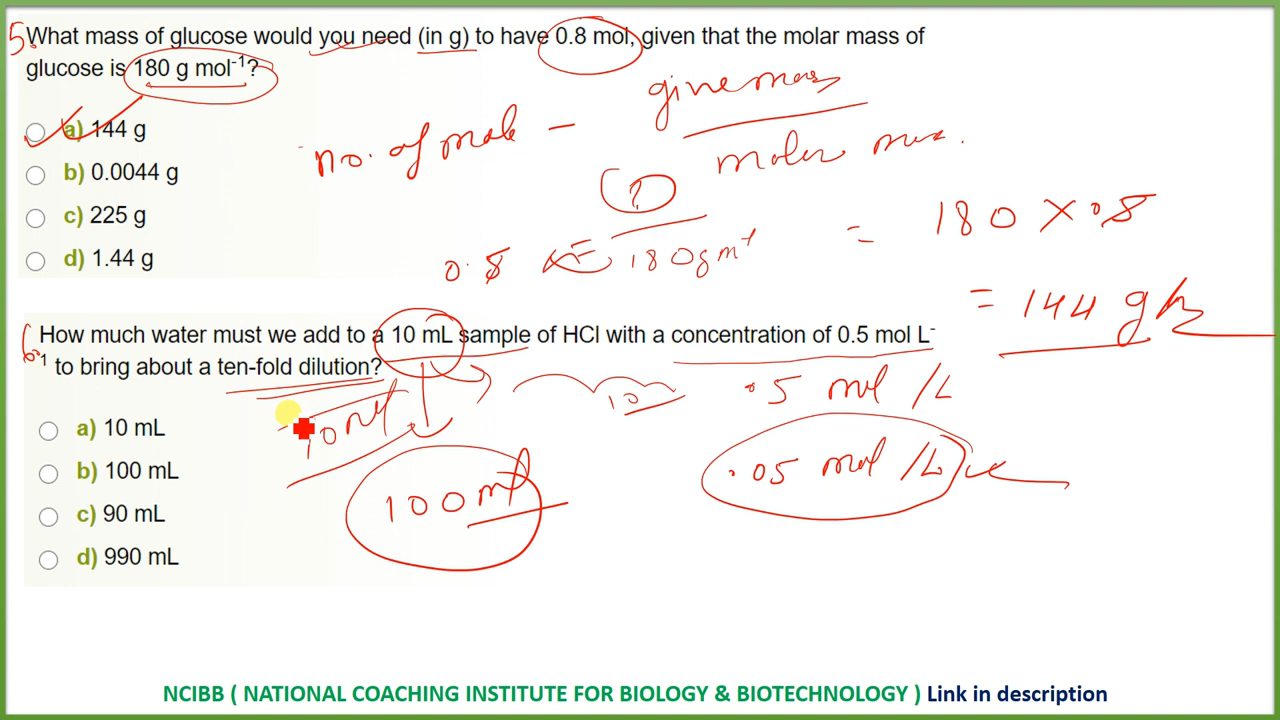 5. What mass of glucose would you need (in g) to have 0.8 mol, given that the molar mass of
glucose is 180 g mol⁻¹?
a) 144 g
b) 0.0044 g
c) 225 g
d) 1.44 g
no. of mole = given mass
molar mass.
?
0.8 = 180 g m⁻¹
= 180 × .8
= 144 g
6. How much water must we add to a 10 mL sample of HCl with a concentration of 0.5 mol L⁻
¹ to bring about a ten-fold dilution?
a) 10 mL
b) 100 mL
c) 90 mL
d) 990 mL
10
.5 mol /L
.05 mol /L
100 ml
NCIBB ( NATIONAL COACHING INSTITUTE FOR BIOLOGY & BIOTECHNOLOGY ) Link in description